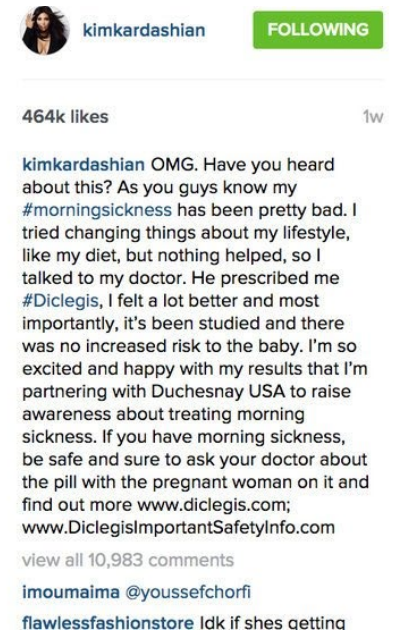 kimkardashian FOLLOWING
464k likes 1w
kimkardashian OMG. Have you heard
about this? As you guys know my
#morningsickness has been pretty bad. I
tried changing things about my lifestyle,
like my diet, but nothing helped, so I
talked to my doctor. He prescribed me
#Diclegis, I felt a lot better and most
importantly, it's been studied and there
was no increased risk to the baby. I'm so
excited and happy with my results that I'm
partnering with Duchesnay USA to raise
awareness about treating morning
sickness. If you have morning sickness,
be safe and sure to ask your doctor about
the pill with the pregnant woman on it and
find out more www.diclegis.com;
www.DiclegisImportantSafetyInfo.com
view all 10,983 comments
imoumaima @youssefchorfi
flawlessfashionstore Idk if shes getting